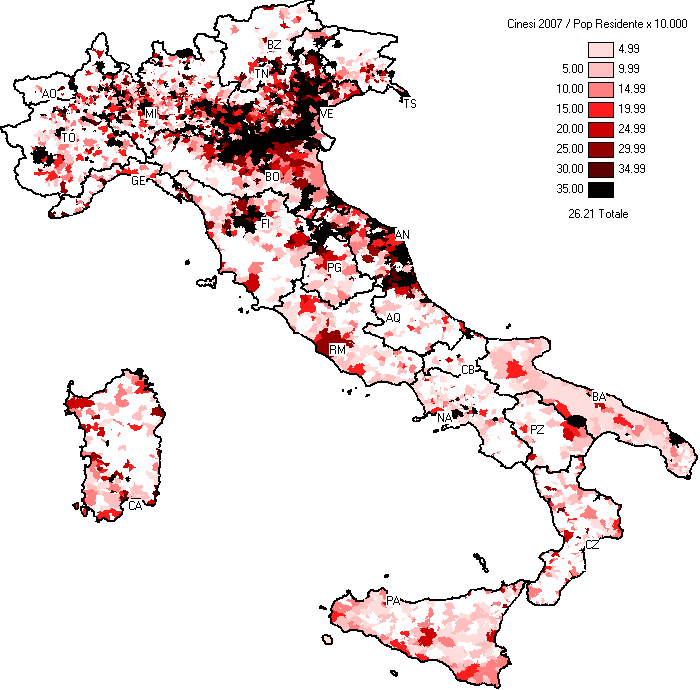 Cinesi 2007 / Pop Residente x 10.000
4.99
5.00 9.99
10.00 14.99
15.00 19.99
20.00 24.99
25.00 29.99
30.00 34.99
35.00
26.21 Totale
BZ
TN
AO
TS
MI
VE
TO
GE
BO
FI
AN
PG
AQ
RM
CB
BA
NA
PZ
CA
CZ
PA